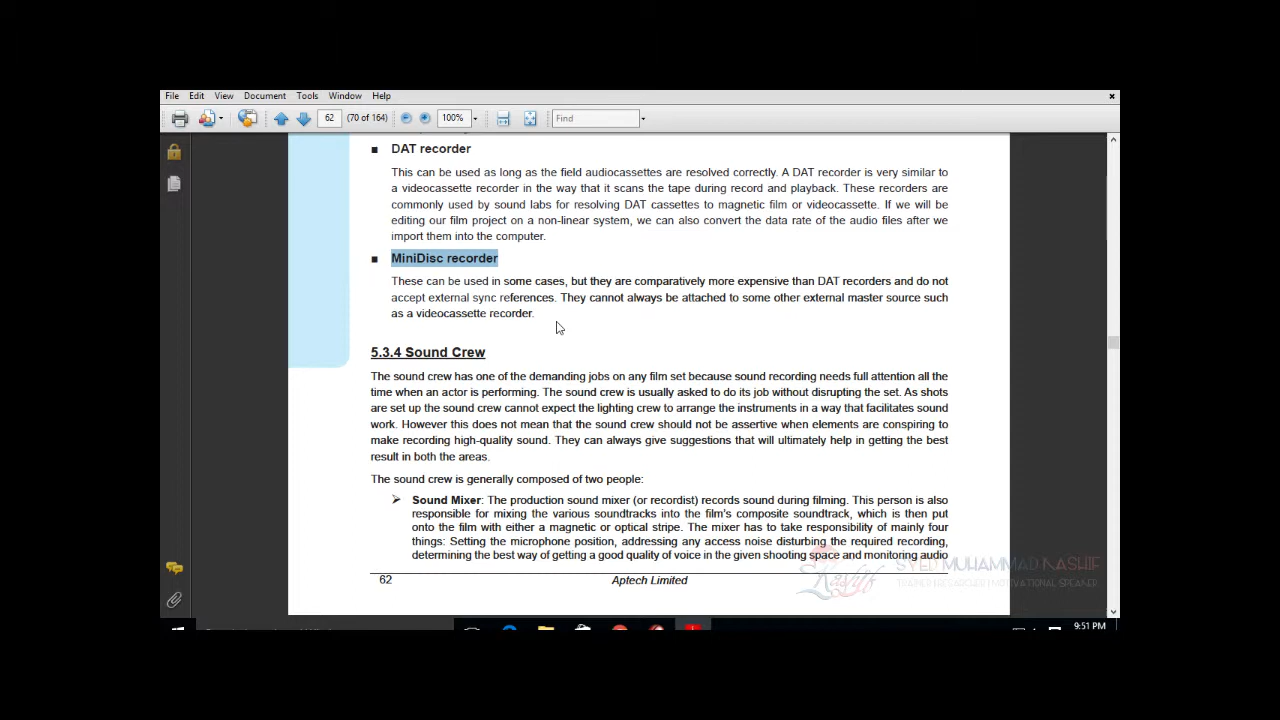 File Edit View Document Tools Window Help
62 (70 of 164) 100% Find
■ DAT recorder
This can be used as long as the field audiocassettes are resolved correctly. A DAT recorder is very similar to
a videocassette recorder in the way that it scans the tape during record and playback. These recorders are
commonly used by sound labs for resolving DAT cassettes to magnetic film or videocassette. If we will be
editing our film project on a non-linear system, we can also convert the data rate of the audio files after we
import them into the computer.
■ MiniDisc recorder
These can be used in some cases, but they are comparatively more expensive than DAT recorders and do not
accept external sync references. They cannot always be attached to some other external master source such
as a videocassette recorder.
5.3.4 Sound Crew
The sound crew has one of the demanding jobs on any film set because sound recording needs full attention all the
time when an actor is performing. The sound crew is usually asked to do its job without disrupting the set. As shots
are set up the sound crew cannot expect the lighting crew to arrange the instruments in a way that facilitates sound
work. However this does not mean that the sound crew should not be assertive when elements are conspiring to
make recording high-quality sound. They can always give suggestions that will ultimately help in getting the best
result in both the areas.
The sound crew is generally composed of two people:
➢ Sound Mixer: The production sound mixer (or recordist) records sound during filming. This person is also
responsible for mixing the various soundtracks into the film's composite soundtrack, which is then put
onto the film with either a magnetic or optical stripe. The mixer has to take responsibility of mainly four
things: Setting the microphone position, addressing any access noise disturbing the required recording,
determining the best way of getting a good quality of voice in the given shooting space and monitoring audio
62 Aptech Limited
Kashif
SYED MUHAMMAD KASHIF
TRAINER | RESEARCHER | MOTIVATIONAL SPEAKER
9:51 PM